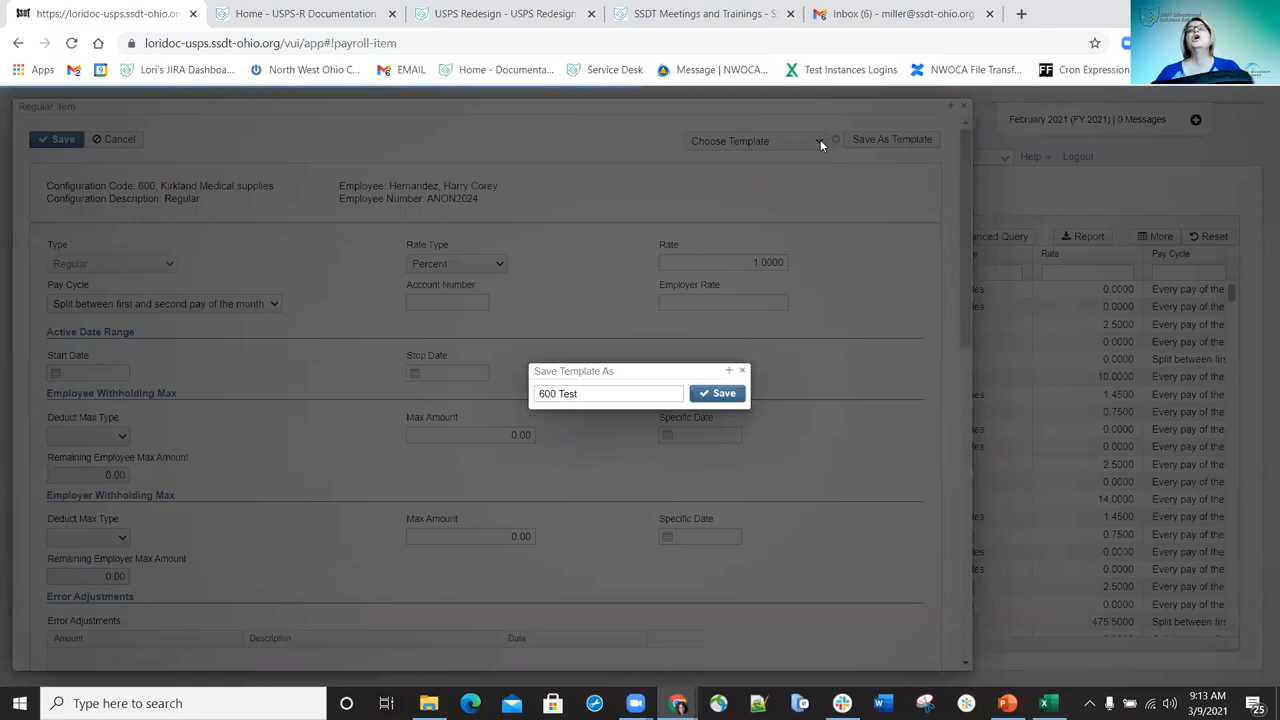 https://loridoc-usps.ssdt-ohio.org
Home - USPS-R Documentation
USPS Redesign - USPS Redesign
SSDT Meetings and Trainings - S
Inbox (6) - miller@ssdt-ohio.org
loridoc-usps.ssdt-ohio.org/vui/app#!payroll-item
Apps
Lori's JIRA Dashboa...
North West Ohio C...
EMAIL
Home - Documenta...
Service Desk
Message | NWOCA...
Test Instances Logins
NWOCA File Transf...
FF Cron Expression
Regular Item
February 2021 (FY 2021) | 0 Messages
Save
Cancel
Choose Template:
Save As Template
Help
Logout
Configuration Code: 600, Kirkland Medical supplies
Employee: Hernandez, Harry Corey
Configuration Description: Regular
Employee Number: ANON2024
anced Query
Report
More
Reset
Type
Rate Type
Rate
Regular
Percent
1.0000
Pay Cycle
Account Number
Employer Rate
Split between first and second pay of the month
Active Date Range
Start Date
Stop Date
Save Template As
600 Test
Save
Employee Withholding Max
Deduct Max Type
Max Amount
Specific Date
0.00
Remaining Employee Max Amount
0.00
Employer Withholding Max
Deduct Max Type
Max Amount
Specific Date
0.00
Remaining Employer Max Amount
0.00
Error Adjustments
Error Adjustments
Amount
Description
Date
Rate
Pay Cycle
0.0000 Every pay of the
0.0000 Every pay of the
2.5000 Every pay of the
0.0000 Every pay of the
0.0000 Split between firs
10.0000 Every pay of the
1.4500 Every pay of the
0.7500 Every pay of the
0.0000 Every pay of the
2.5000 Every pay of the
0.0000 Every pay of the
14.0000 Every pay of the
1.4500 Every pay of the
0.7500 Every pay of the
0.0000 Every pay of the
0.0000 Every pay of the
2.5000 Every pay of the
0.0000 Every pay of the
475.5000 Split between firs
Type here to search
9:13 AM
3/9/2021
25